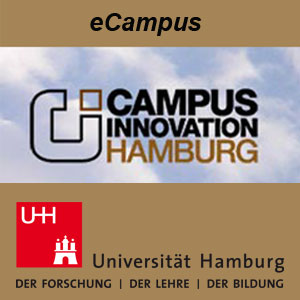 eCampus
CAMPUS
INNOVATION
HAMBURG
UHH
Universität Hamburg
DER FORSCHUNG | DER LEHRE | DER BILDUNG